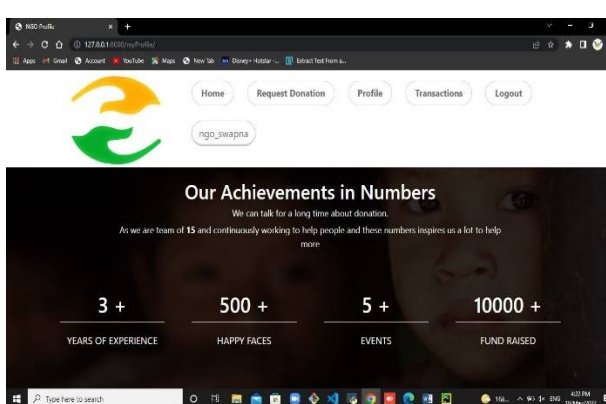 NGO Profile
127.0.0.1:8000/myProfile/
Apps Gmail Account YouTube Maps New Tab Disney+ Hotstar -... Extract Text from a...
Home Request Donation Profile Transactions Logout
ngo_swapna
Our Achievements in Numbers
We can talk for a long time about donation.
As we are team of 15 and continuously working to help people and these numbers inspires us a lot to help
more
3 + 500 + 5 + 10000 +
YEARS OF EXPERIENCE HAPPY FACES EVENTS FUND RAISED
Type here to search
ENG 4:22 PM